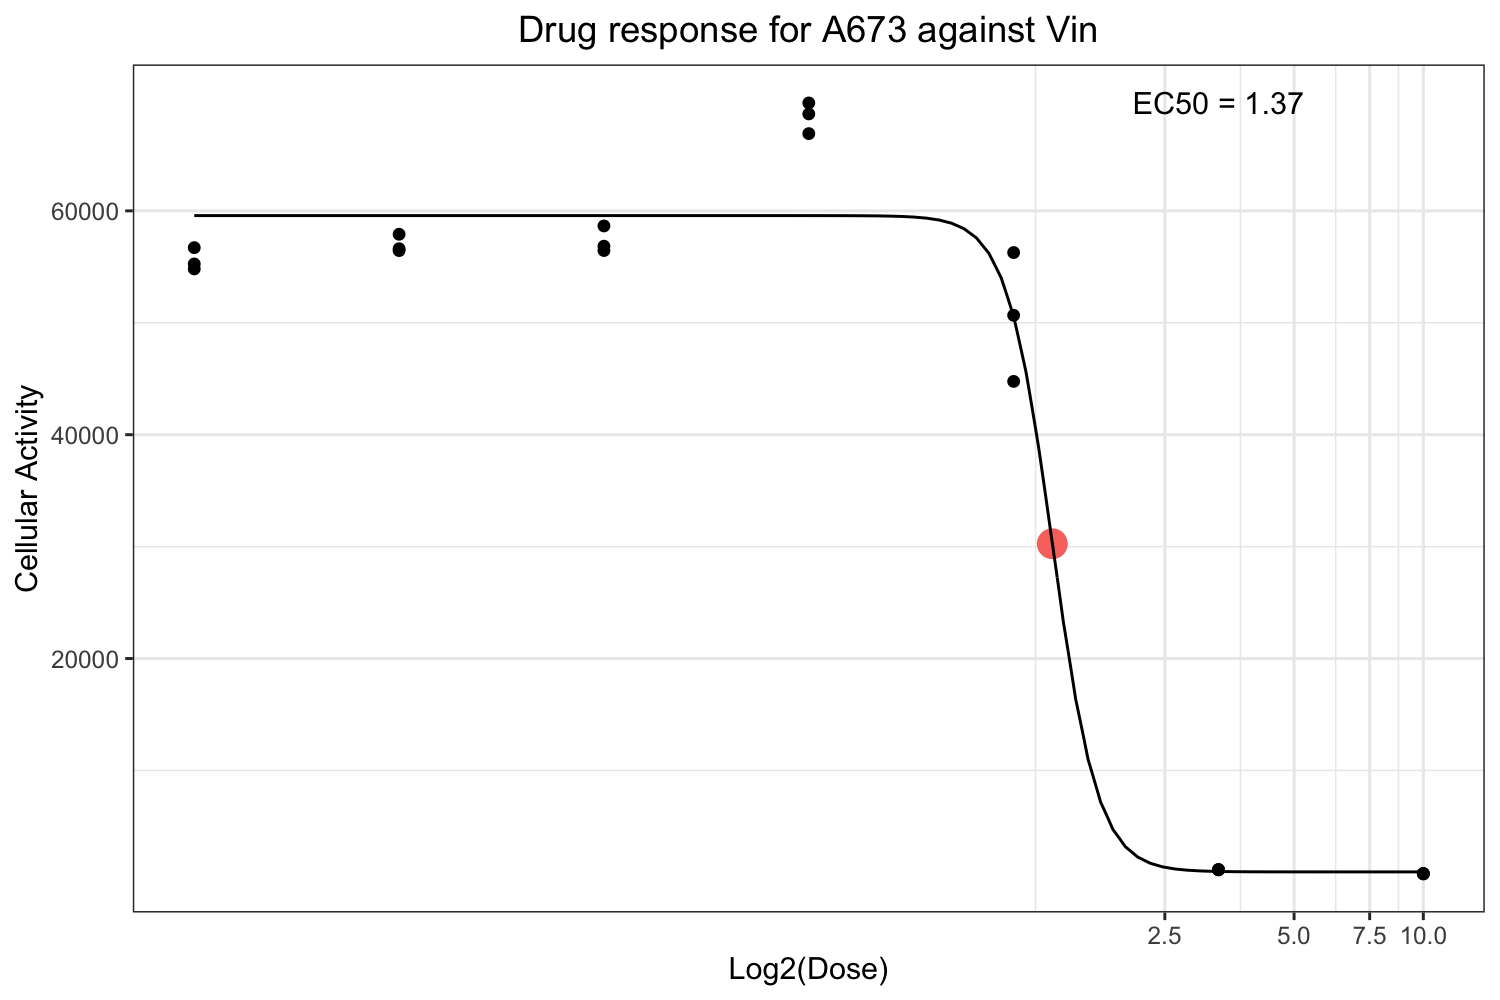 Drug response for A673 against Vin
EC50 = 1.37
60000
40000
20000
Cellular Activity
2.5 5.0 7.5 10.0
Log2(Dose)